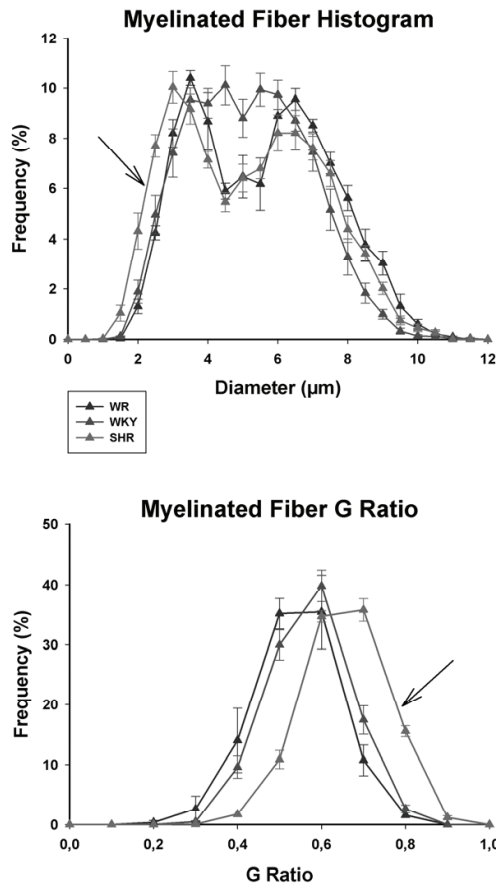 Myelinated Fiber Histogram
12
10
8
6
4
2
0
Frequency (%)
0 2 4 6 8 10 12
Diameter (µm)
WR
WKY
SHR
Myelinated Fiber G Ratio
50
40
30
20
10
0
Frequency (%)
0,0 0,2 0,4 0,6 0,8 1,0
G Ratio